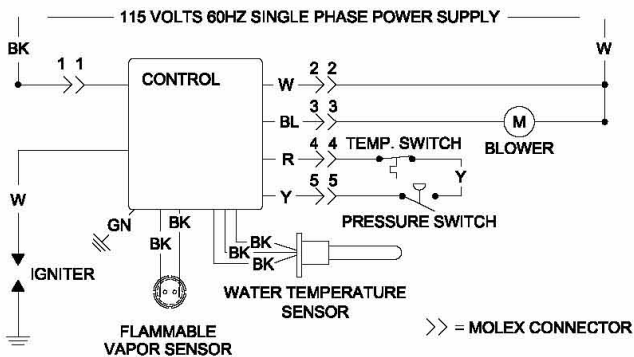 115 VOLTS 60HZ SINGLE PHASE POWER SUPPLY
BK
W
1 1
CONTROL
W
2 2
BL
3 3
M
BLOWER
R
4 4
TEMP. SWITCH
Y
Y
5 5
PRESSURE SWITCH
W
GN
BK
BK
BK
BK
BK
IGNITER
WATER TEMPERATURE
SENSOR
FLAMMABLE
VAPOR SENSOR
>> = MOLEX CONNECTOR